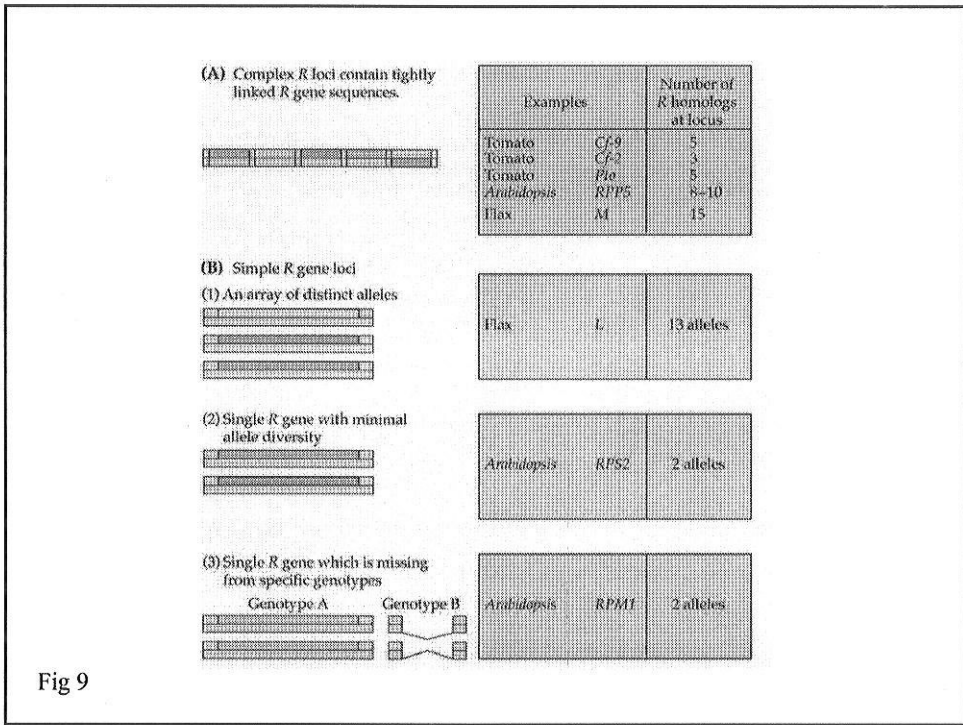 (A) Complex R loci contain tightly
linked R gene sequences.
Examples
Number of
R homologs
at locus
Tomato Cf-9 5
Tomato Cf-2 3
Tomato Pto 5
Arabidopsis RPP5 8–10
Flax M 15
(B) Simple R gene loci
(1) An array of distinct alleles
Flax L 13 alleles
(2) Single R gene with minimal
allele diversity
Arabidopsis RPS2 2 alleles
(3) Single R gene which is missing
from specific genotypes
Genotype A Genotype B
Arabidopsis RPM1 2 alleles
Fig 9